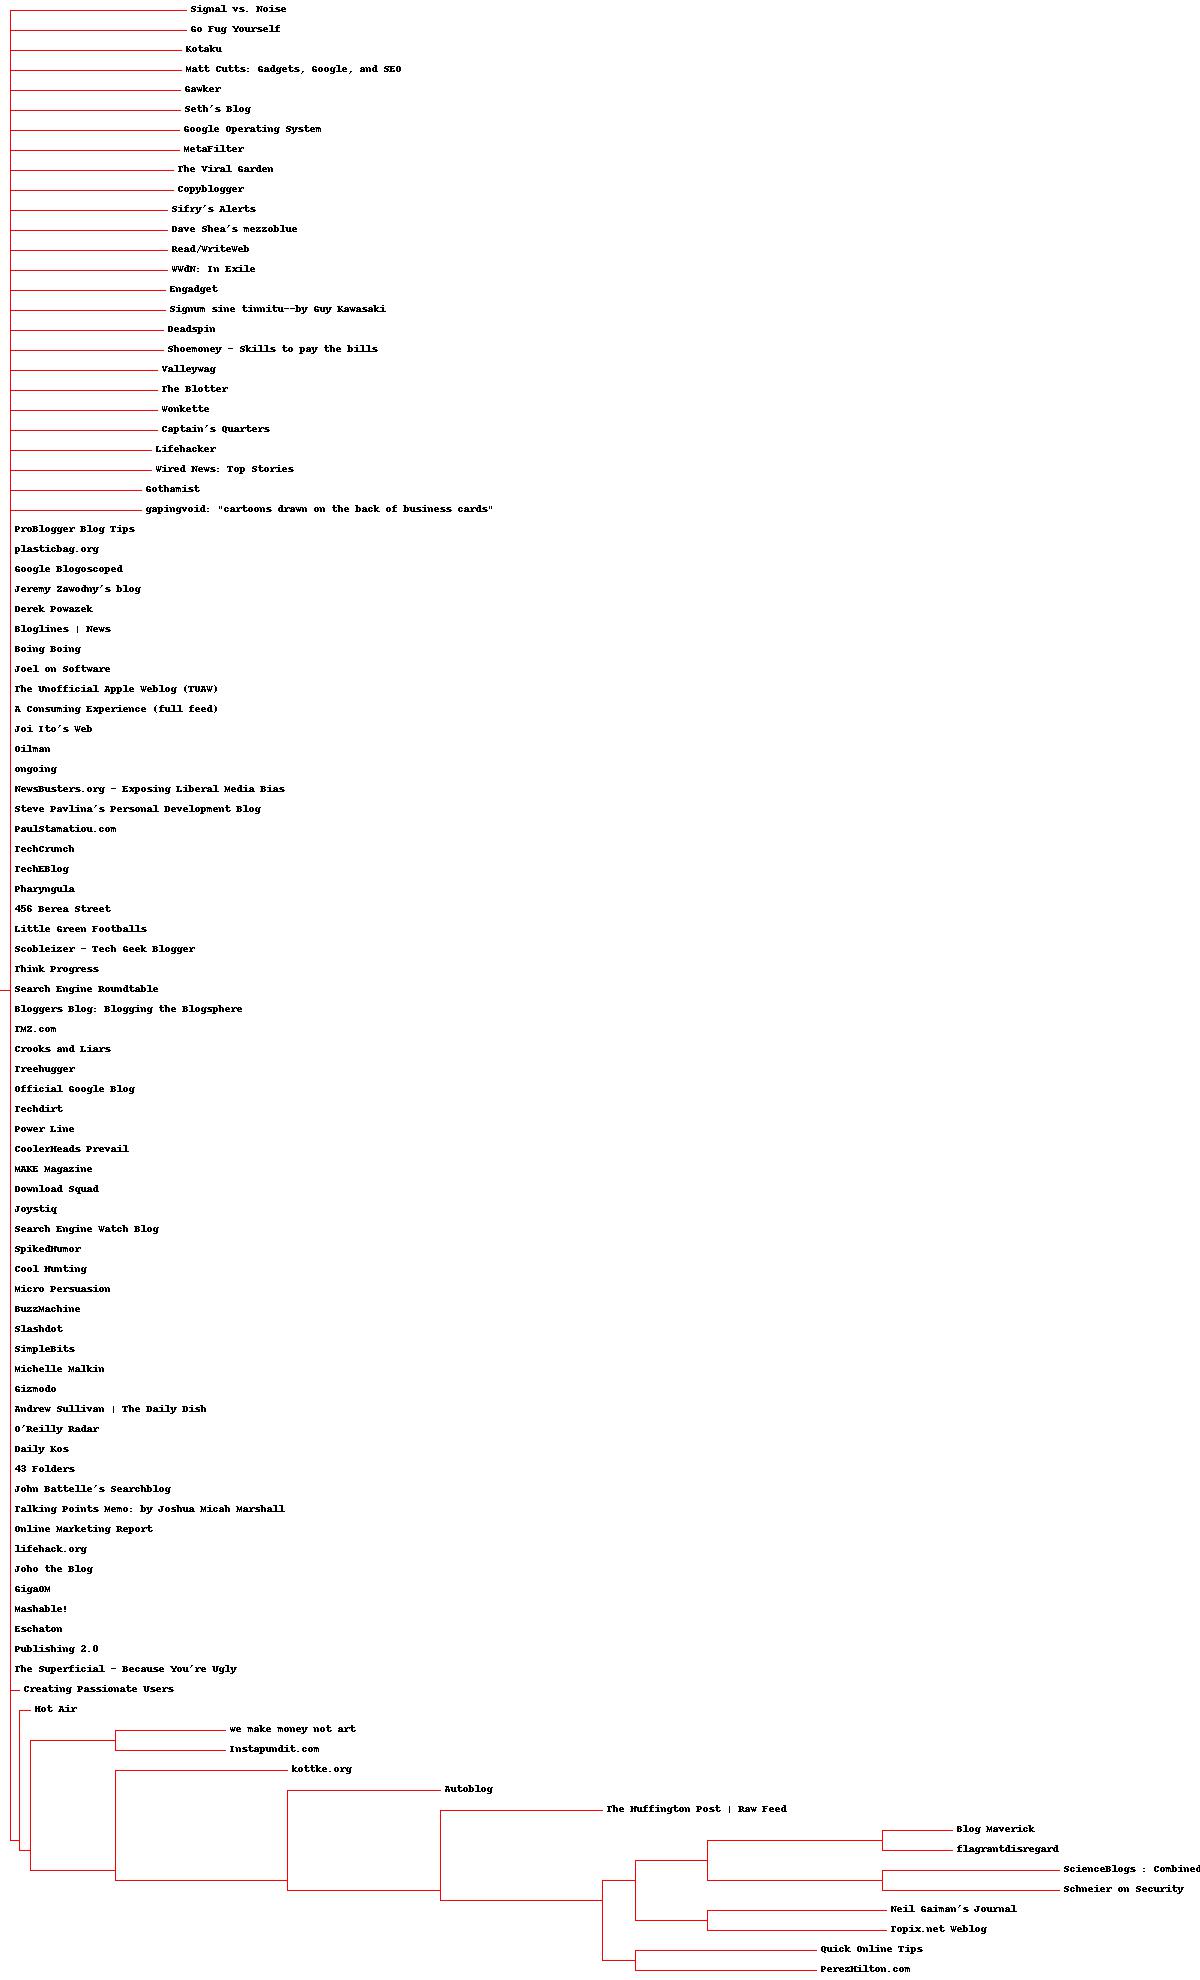 Signal vs. Noise
Go Fug Yourself
Kotaku
Matt Cutts: Gadgets, Google, and SEO
Gawker
Seth's Blog
Google Operating System
MetaFilter
The Viral Garden
Copyblogger
Sifry's Alerts
Dave Shea's mezzoblue
Read/WriteWeb
WWdN: In Exile
Engadget
Signum sine tinnitu--by Guy Kawasaki
Deadspin
Shoemoney - Skills to pay the bills
Valleywag
The Blotter
Wonkette
Captain's Quarters
Lifehacker
Wired News: Top Stories
Gothamist
gapingvoid: "cartoons drawn on the back of business cards"
ProBlogger Blog Tips
plasticbag.org
Google Blogoscoped
Jeremy Zawodny's blog
Derek Powazek
Bloglines | News
Boing Boing
Joel on Software
The Unofficial Apple Weblog (TUAW)
A Consuming Experience (full feed)
Joi Ito's Web
Oilman
ongoing
NewsBusters.org - Exposing Liberal Media Bias
Steve Pavlina's Personal Development Blog
PaulStamatiou.com
TechCrunch
TechEBlog
Pharyngula
456 Berea Street
Little Green Footballs
Scobleizer - Tech Geek Blogger
Think Progress
Search Engine Roundtable
Bloggers Blog: Blogging the Blogsphere
TMZ.com
Crooks and Liars
Treehugger
Official Google Blog
Techdirt
Power Line
CoolerHeads Prevail
MAKE Magazine
Download Squad
Joystiq
Search Engine Watch Blog
SpikedHumor
Cool Hunting
Micro Persuasion
BuzzMachine
Slashdot
SimpleBits
Michelle Malkin
Gizmodo
Andrew Sullivan | The Daily Dish
O'Reilly Radar
Daily Kos
43 Folders
John Battelle's Searchblog
Talking Points Memo: by Joshua Micah Marshall
Online Marketing Report
lifehack.org
Joho the Blog
GigaOM
Mashable!
Eschaton
Publishing 2.0
The Superficial - Because You're Ugly
Creating Passionate Users
Hot Air
we make money not art
Instapundit.com
kottke.org
Autoblog
The Huffington Post | Raw Feed
Blog Maverick
flagrantdisregard
ScienceBlogs : Combined
Schneier on Security
Neil Gaiman's Journal
Topix.net Weblog
Quick Online Tips
PerezHilton.com